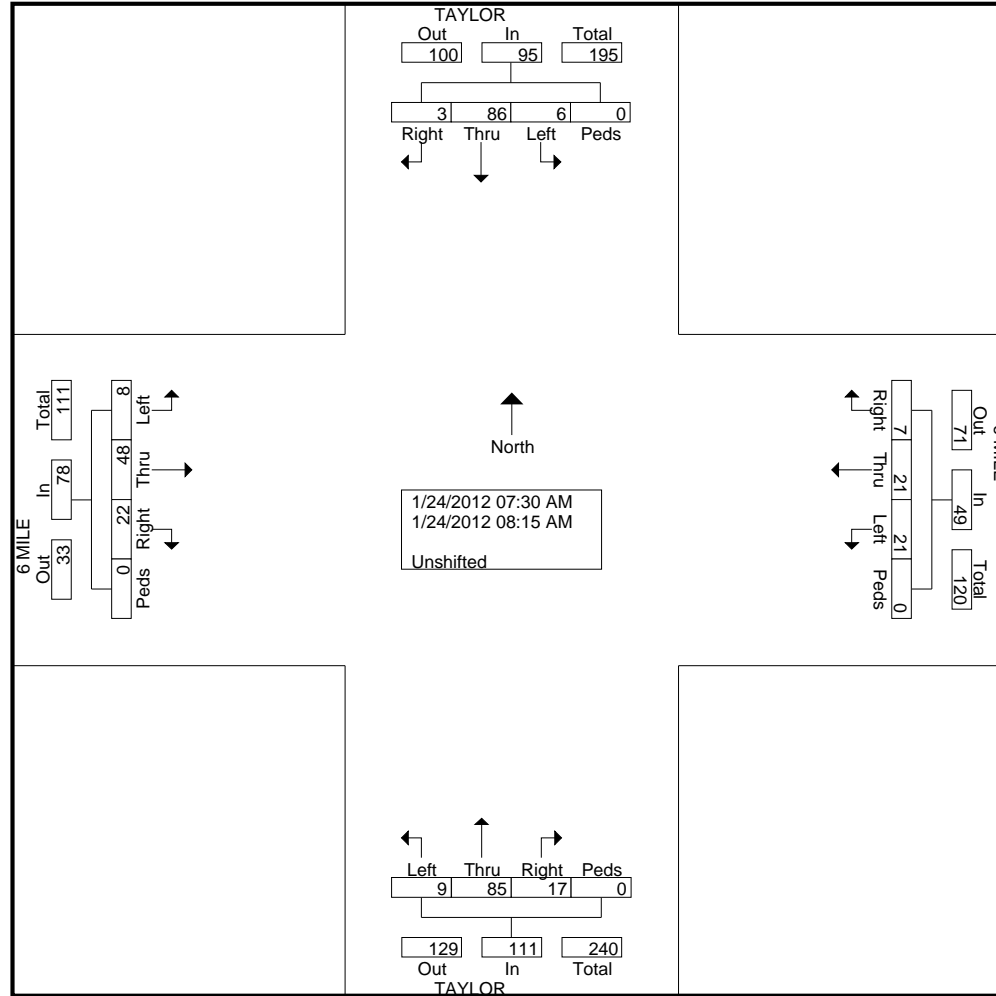 TAYLOR
Out In Total
100 95 195
3 86 6 0
Right Thru Left Peds
Total In Out
111 78 33
6 MILE
8 48 22 0
Left Thru Right Peds
North
1/24/2012 07:30 AM
1/24/2012 08:15 AM
Unshifted
Right Thru Left Peds
7 21 21 0
Out In Total
71 49 120
MILE
Left Thru Right Peds
9 85 17 0
129 111 240
Out In Total
TAYLOR